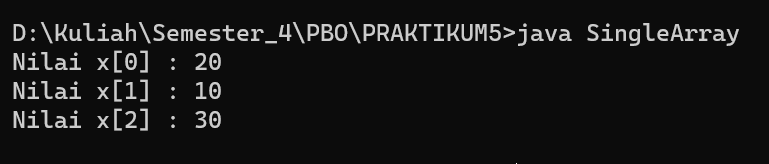 D:\Kuliah\Semester_4\PBO\PRAKTIKUM5>java SingleArray
Nilai x[0] : 20
Nilai x[1] : 10
Nilai x[2] : 30